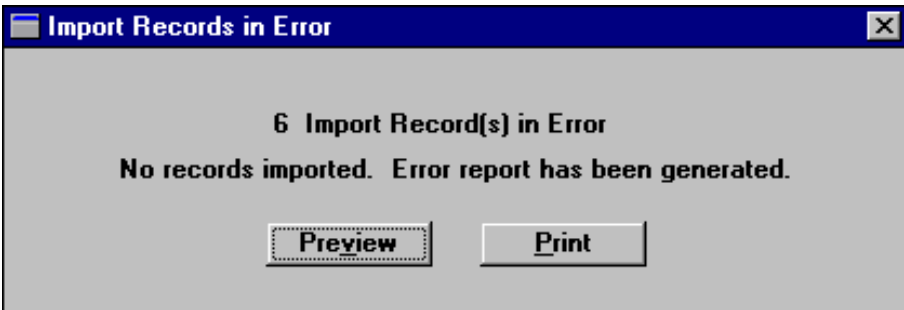 Import Records in Error
6 Import Record(s) in Error
No records imported. Error report has been generated.
Preview Print